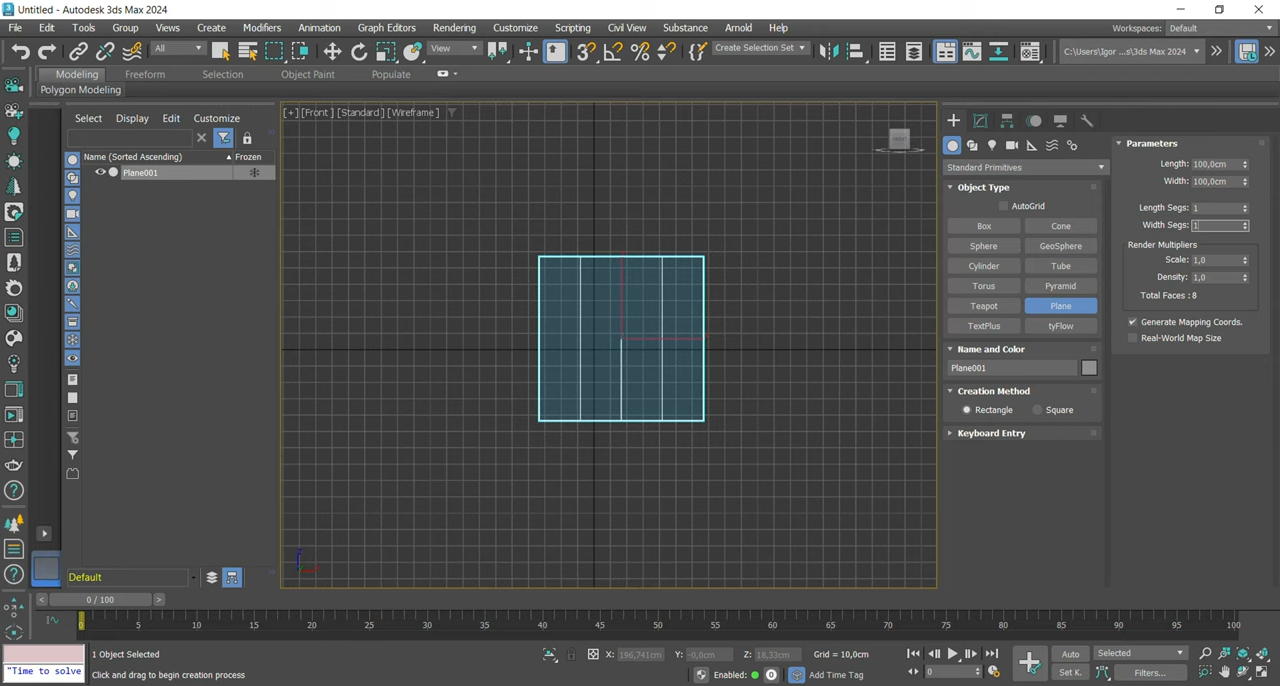 Untitled - Autodesk 3ds Max 2024
File Edit Tools Group Views Create Modifiers Animation Graph Editors Rendering Customize Scripting Civil View Substance Arnold Help
Workspaces: Default
All View Create Selection Set C:\Users\Igor ...s\3ds Max 2024
Modeling Freeform Selection Object Paint Populate
Polygon Modeling
Select Display Edit Customize
Name (Sorted Ascending) Frozen
Plane001
[+] [Front ] [Standard ] [Wireframe ]
Standard Primitives
Object Type
AutoGrid
Box Cone
Sphere GeoSphere
Cylinder Tube
Torus Pyramid
Teapot Plane
TextPlus tyFlow
Name and Color
Plane001
Creation Method
Rectangle Square
Keyboard Entry
Parameters
Length: 100,0cm
Width: 100,0cm
Length Segs: 1
Width Segs: 1
Render Multipliers
Scale: 1,0
Density: 1,0
Total Faces : 8
Generate Mapping Coords.
Real-World Map Size
Default
0 / 100
0 5 10 15 20 25 30 35 40 45 50 55 60 65 70 75 80 85 90 95 100
"Time to solve
1 Object Selected
Click and drag to begin creation process
X: 196,741cm Y: -0,0cm Z: 18,33cm Grid = 10,0cm
Enabled: 0 Add Time Tag
0
Auto Selected
Set K. Filters...